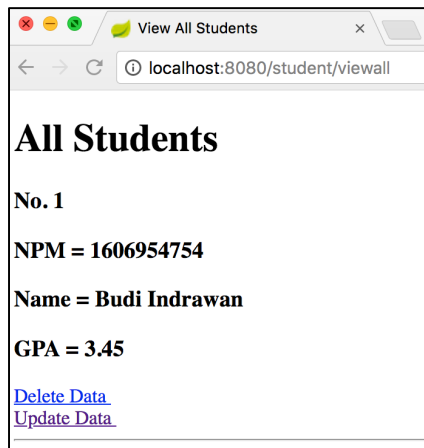 View All Students
localhost:8080/student/viewall
All Students
No. 1
NPM = 1606954754
Name = Budi Indrawan
GPA = 3.45
Delete Data
Update Data